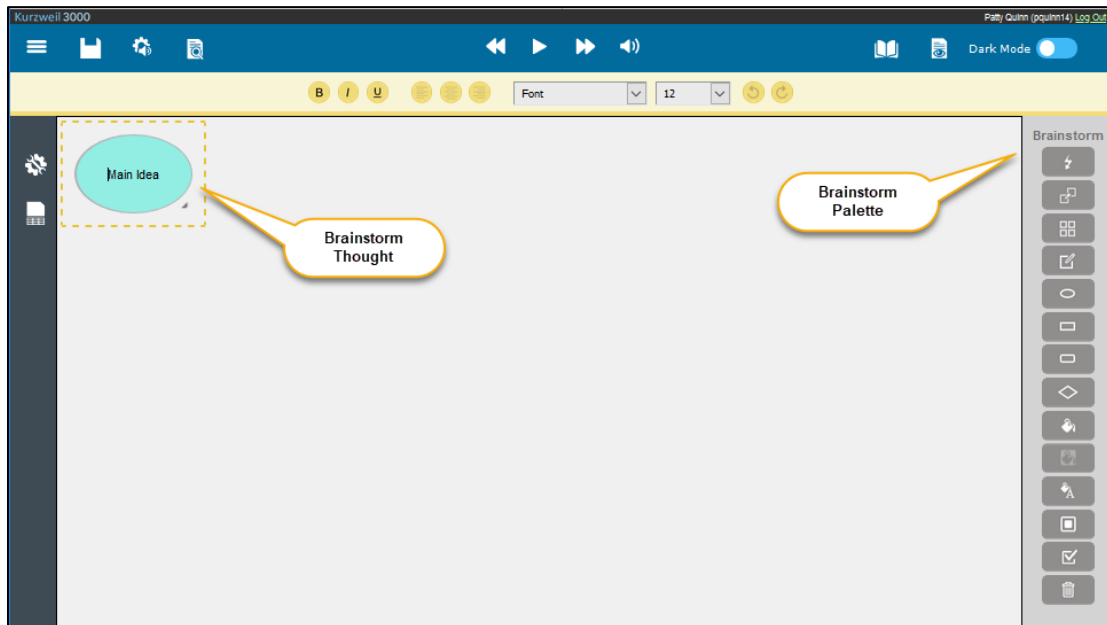 Kurzweil 3000
Patty Quinn (pquinn14) Log Out
Dark Mode
B I U Font 12
Brainstorm
Main Idea
Brainstorm
Palette
Brainstorm
Thought
A